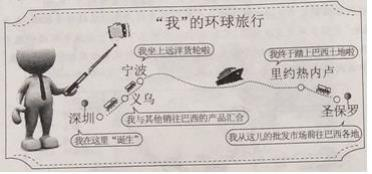 “我”的环球旅行
我坐上远洋货轮啦
我终于踏上巴西土地啦
宁波
里约热内卢
义乌
圣保罗
深圳
我与其他销往巴西的产品汇合
我在这里“诞生”
我从这儿的批发市场前往巴西各地